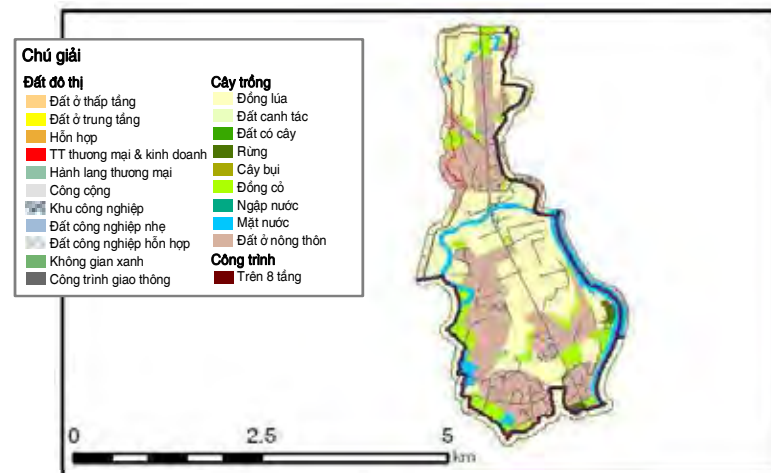 Chú giải
Đất đô thị
Đất ở thấp tầng
Đất ở trung tầng
Hỗn hợp
TT thương mại & kinh doanh
Hành lang thương mại
Công cộng
Khu công nghiệp
Đất công nghiệp nhẹ
Đất công nghiệp hỗn hợp
Không gian xanh
Công trình giao thông
Cây trồng
Đồng lúa
Đất canh tác
Đất có cây
Rừng
Cây bụi
Đồng cỏ
Ngập nước
Mặt nước
Đất ở nông thôn
Công trình
Trên 8 tầng
0 2.5 5
km